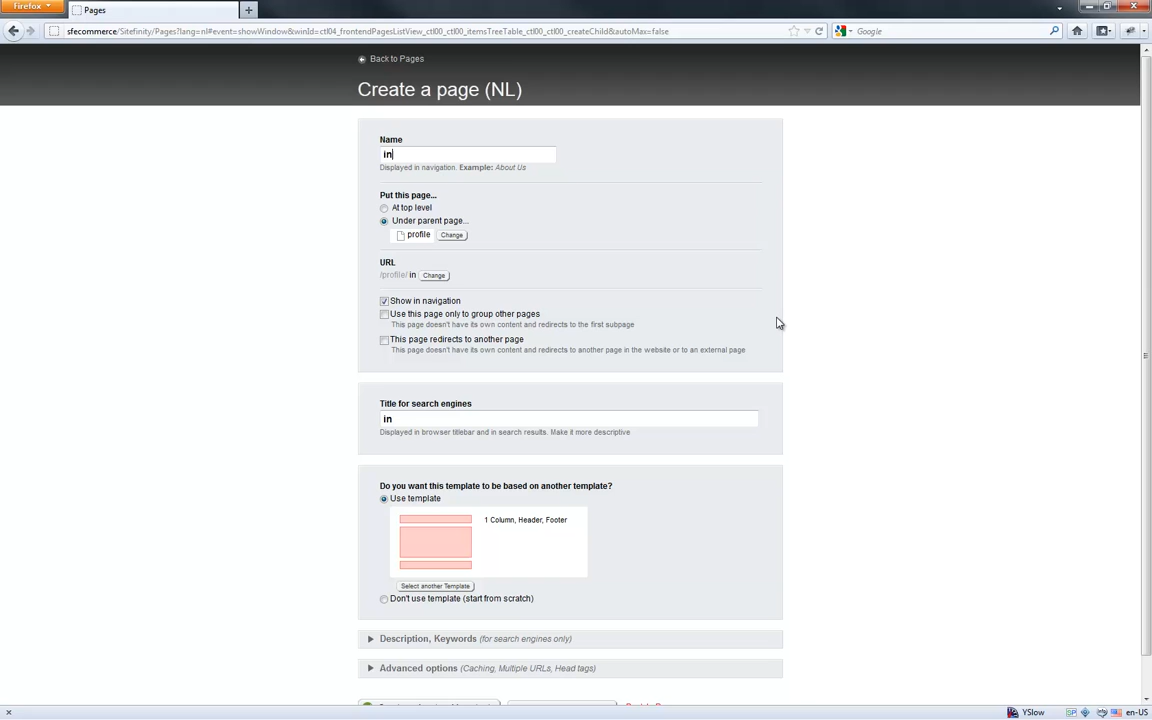 Firefox
Pages
sfecommerce/Sitefinity/Pages?lang=nl#event=showWindow&winId=ctl04_frontendPagesListView_ctl00_ctl00_itemsTreeTable_ctl00_ctl00_createChild&autoMax=false
Google
Back to Pages
Create a page (NL)
Name
in
Displayed in navigation. Example: About Us
Put this page...
At top level
Under parent page...
profile Change
URL
/profile/ in Change
Show in navigation
Use this page only to group other pages
This page doesn't have its own content and redirects to the first subpage
This page redirects to another page
This page doesn't have its own content and redirects to another page in the website or to an external page
Title for search engines
in
Displayed in browser titlebar and in search results. Make it more descriptive
Do you want this template to be based on another template?
Use template
1 Column, Header, Footer
Select another Template
Don't use template (start from scratch)
Description, Keywords (for search engines only)
Advanced options (Caching, Multiple URLs, Head tags)
YSlow
en-US